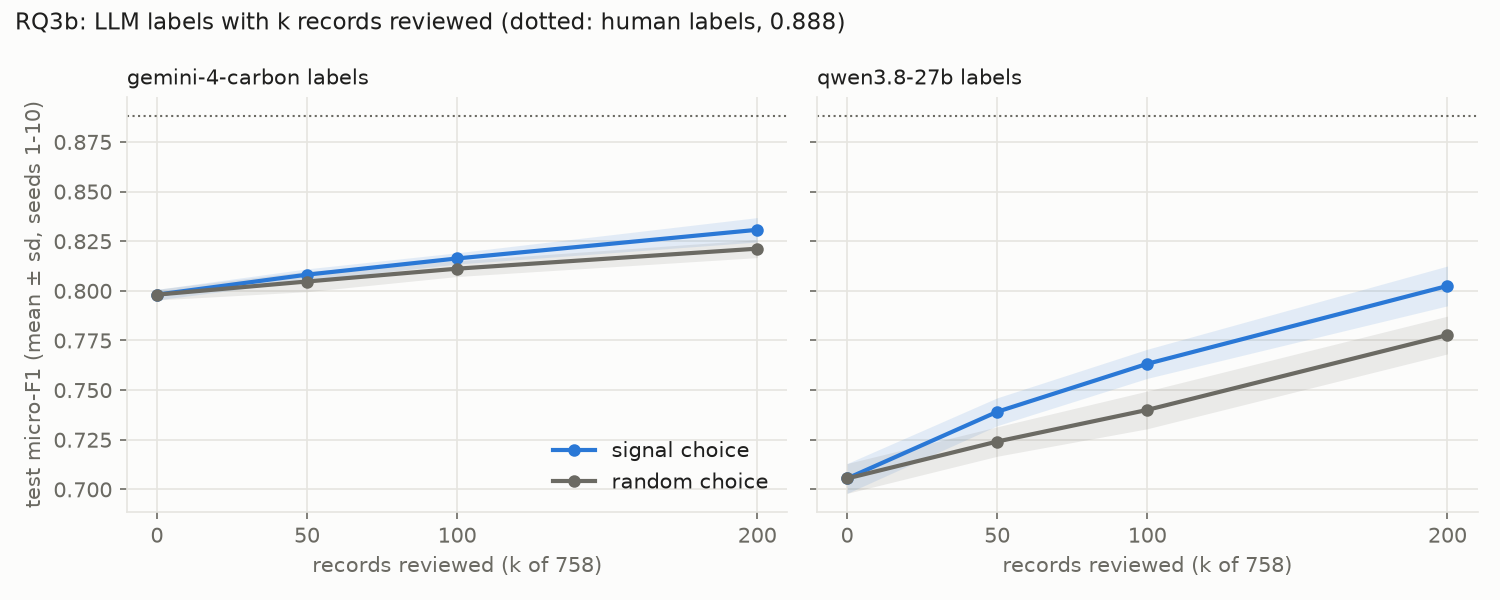 RQ3b: LLM labels with k records reviewed (dotted: human labels, 0.888)
gemini-4-carbon labels
qwen3.8-27b labels
test micro-F1 (mean ± sd, seeds 1-10)
0.875
0.850
0.825
0.800
0.775
0.750
0.725
0.700
signal choice
random choice
0 50 100 200
0 50 100 200
records reviewed (k of 758)
records reviewed (k of 758)